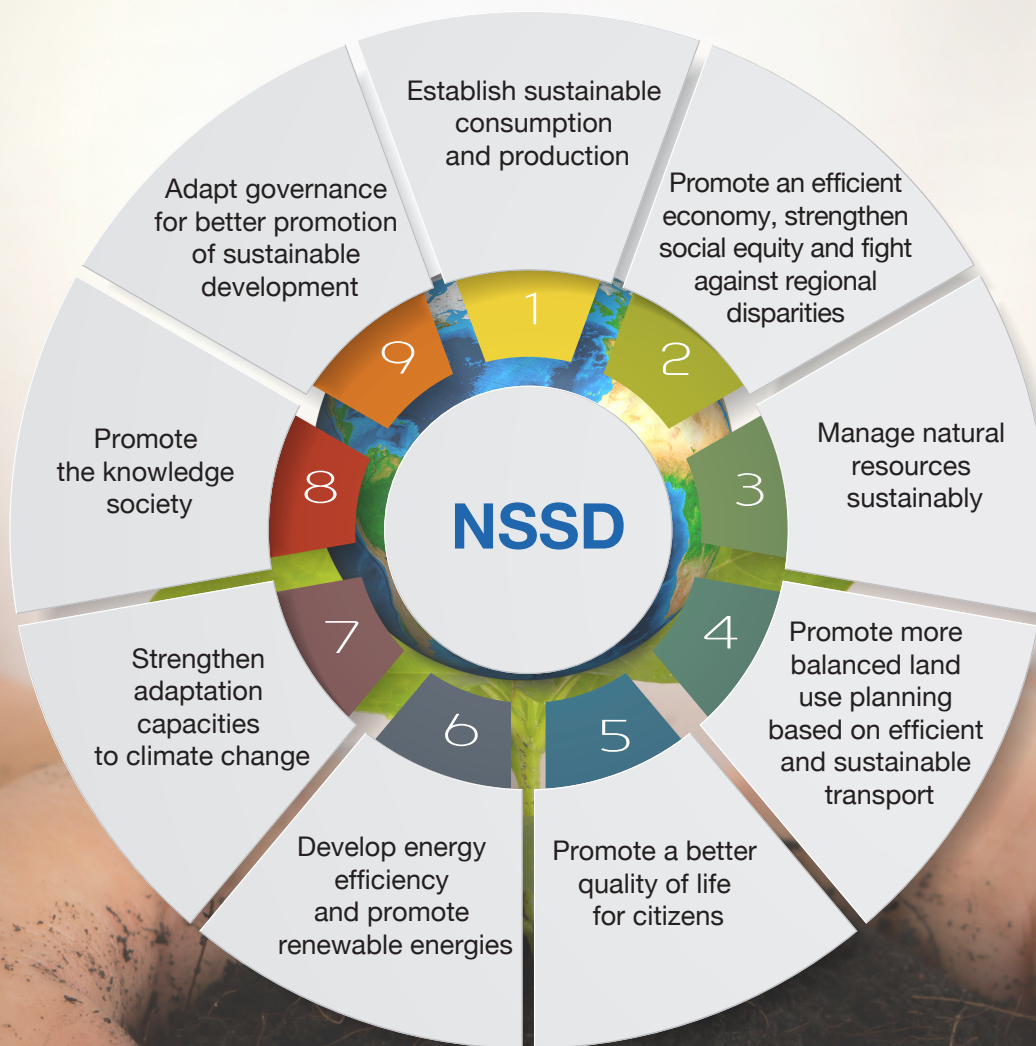 NSSD
1
Establish sustainable
consumption
and production
2
Promote an efficient
economy, strengthen
social equity and fight
against regional
disparities
3
Manage natural
resources
sustainably
4
Promote more
balanced land
use planning
based on efficient
and sustainable
transport
5
Promote a better
quality of life
for citizens
6
Develop energy
efficiency
and promote
renewable energies
7
Strengthen
adaptation
capacities
to climate change
8
Promote
the knowledge
society
9
Adapt governance
for better promotion
of sustainable
development